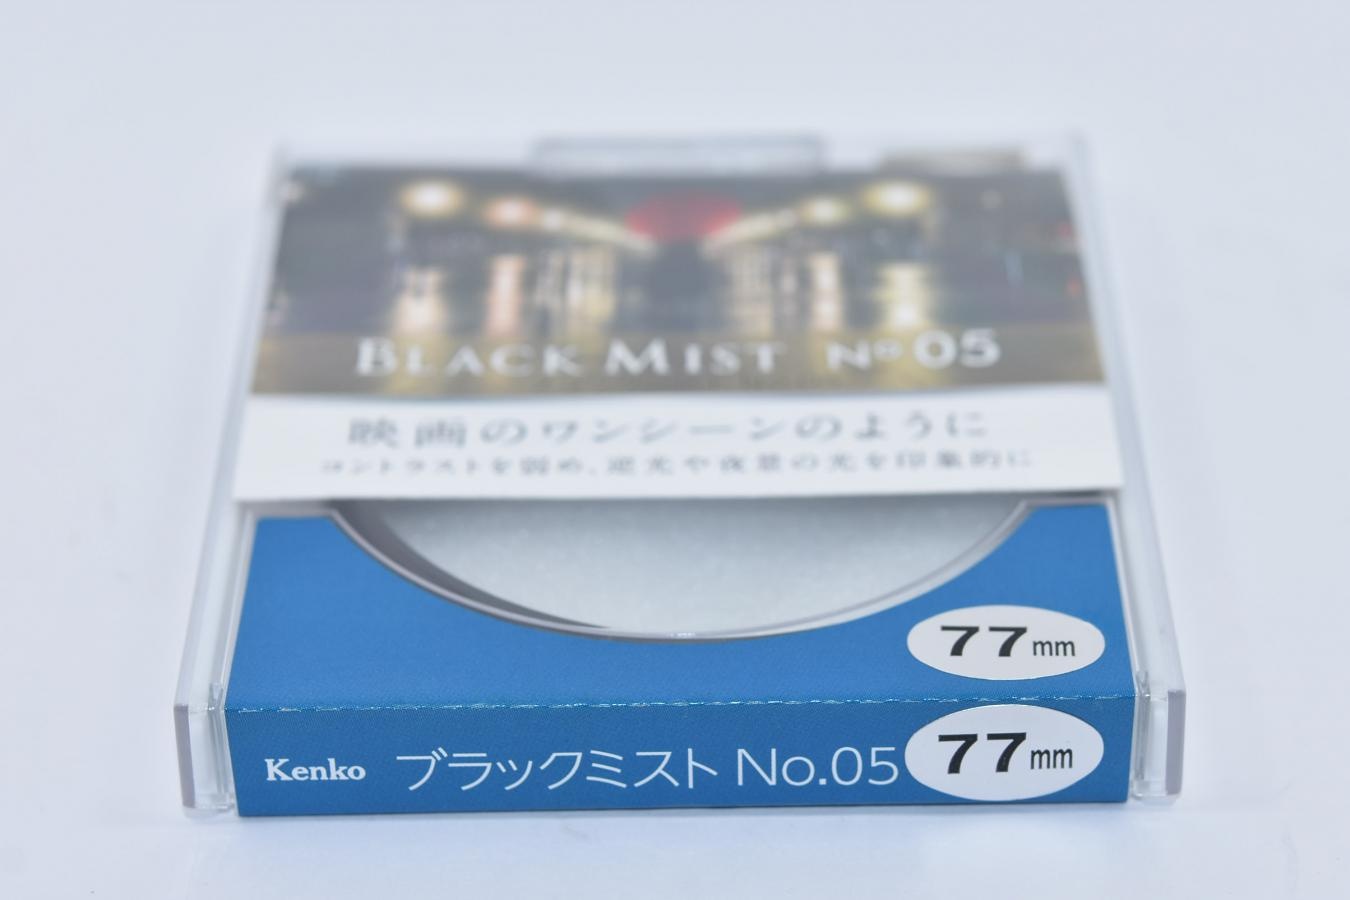 BLACK MIST No 05
映画のワンシーンのように
コントラストを弱め、逆光や夜景の光を印象的に
77mm
Kenko ブラックミスト No.05 77mm